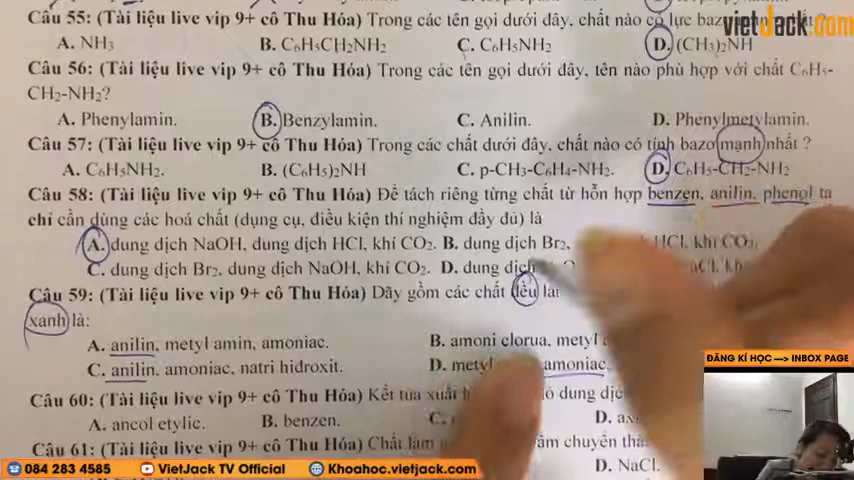 Câu 55: (Tài liệu live vip 9+ cô Thu Hóa) Trong các tên gọi dưới đây, chất nào có lực
A. NH3 B. C6H5CH2NH2 C. C6H5NH2 D. (CH3)2NH
Câu 56: (Tài liệu live vip 9+ cô Thu Hóa) Trong các tên gọi dưới đây, tên nào phù hợp với chất C6H5-
CH2-NH2?
A. Phenylamin. B. Benzylamin. C. Anilin. D. Phenylmetylamin.
Câu 57: (Tài liệu live vip 9+ cô Thu Hóa) Trong các chất dưới đây, chất nào có tính bazơ mạnh nhất ?
A. C6H5NH2. B. (C6H5)2NH C. p-CH3-C6H4-NH2. D. C6H5-CH2-NH2
Câu 58: (Tài liệu live vip 9+ cô Thu Hóa) Để tách riêng từng chất từ hỗn hợp benzen, anilin, phenol ta
chỉ cần dùng các hoá chất (dụng cụ, điều kiện thí nghiệm đầy đủ) là
A. dung dịch NaOH, dung dịch HCl, khí CO2. B. dung dịch Br2, HCl, khí CO2.
C. dung dịch Br2, dung dịch NaOH, khí CO2. D. dung dịch
Câu 59: (Tài liệu live vip 9+ cô Thu Hóa) Dãy gồm các chất đều làm
xanh là:
A. anilin, metyl amin, amoniac. B. amoni clorua, metyl
C. anilin, amoniac, natri hiđroxit. D. metyl amoniac,
Câu 60: (Tài liệu live vip 9+ cô Thu Hóa) Kết tủa xuất dung dịch
A. ancol etylic. B. benzen. C. D.
Câu 61: (Tài liệu live vip 9+ cô Thu Hóa) Chất làm chuyển
D. NaCl.
vietJack.com
ĐĂNG KÍ HỌC —> INBOX PAGE
084 283 4585 VietJack TV Official Khoahoc.vietjack.com